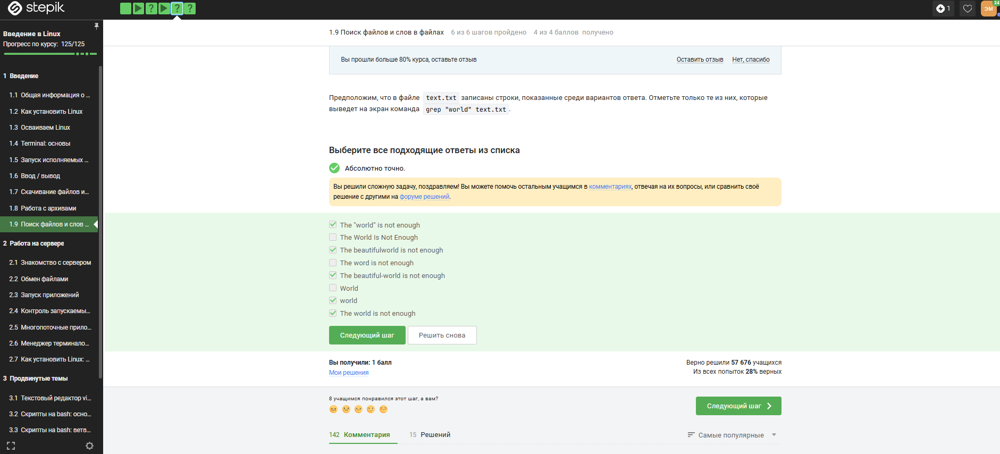 stepik
1
ЭМ
24
Введение в Linux
Прогресс по курсу: 125/125
1 Введение
1.1 Общая информация о ...
1.2 Как установить Linux
1.3 Осваиваем Linux
1.4 Terminal: основы
1.5 Запуск исполняемых ...
1.6 Ввод / вывод
1.7 Скачивание файлов и...
1.8 Работа с архивами
1.9 Поиск файлов и слов ...
2 Работа на сервере
2.1 Знакомство с сервером
2.2 Обмен файлами
2.3 Запуск приложений
2.4 Контроль запускаемы...
2.5 Многопоточные прило...
2.6 Менеджер терминало...
2.7 Как установить Linux: ...
3 Продвинутые темы
3.1 Текстовый редактор vi...
3.2 Скрипты на bash: осно...
3.3 Скрипты на bash: ветв...
1.9 Поиск файлов и слов в файлах 6 из 6 шагов пройдено 4 из 4 баллов получено
Вы прошли больше 80% курса, оставьте отзыв Оставить отзыв Нет, спасибо
Предположим, что в файле text.txt записаны строки, показанные среди вариантов ответа. Отметьте только те из них, которые
выведет на экран команда grep "world" text.txt.
Выберите все подходящие ответы из списка
Абсолютно точно.
Вы решили сложную задачу, поздравляем! Вы можете помочь остальным учащимся в комментариях, отвечая на их вопросы, или сравнить своё
решение с другими на форуме решений.
The "world" is not enough
The World Is Not Enough
The beautifulworld is not enough
The word is not enough
The beautiful-world is not enough
World
world
The world is not enough
Следующий шаг Решить снова
Вы получили: 1 балл Верно решили 57 676 учащихся
Мои решения Из всех попыток 28% верных
8 учащимся понравился этот шаг, а вам?
Следующий шаг
142 Комментария 15 Решений Самые популярные